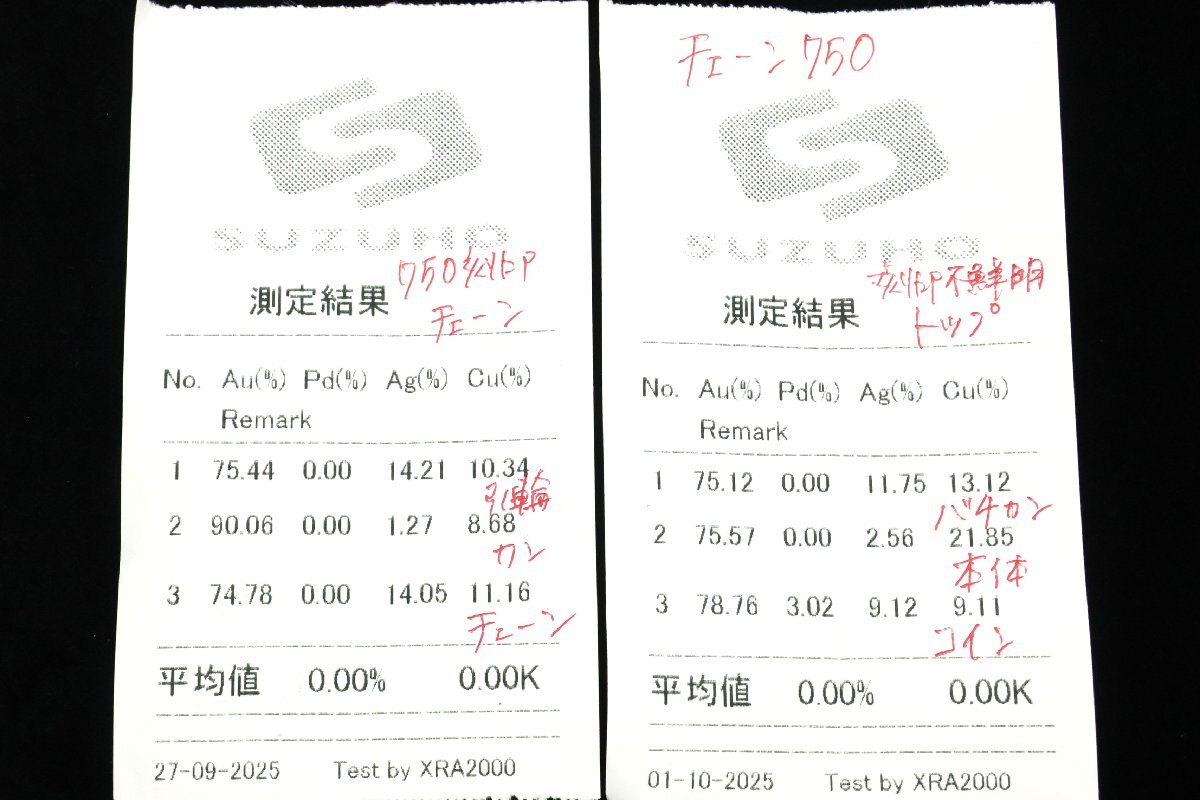 SUZUHO
750刻印
測定結果
チェーン
No. Au(%) Pd(%) Ag(%) Cu(%)
Remark
1 75.44 0.00 14.21 10.34
引輪
2 90.06 0.00 1.27 8.68
カン
3 74.78 0.00 14.05 11.16
チェーン
平均値 0.00% 0.00K
27-09-2025 Test by XRA2000
チェーン750
SUZUHO
刻印不鮮明
測定結果
トップ
No. Au(%) Pd(%) Ag(%) Cu(%)
Remark
1 75.12 0.00 11.75 13.12
バチカン
2 75.57 0.00 2.56 21.85
本体
3 78.76 3.02 9.12 9.11
コイン
平均値 0.00% 0.00K
01-10-2025 Test by XRA2000